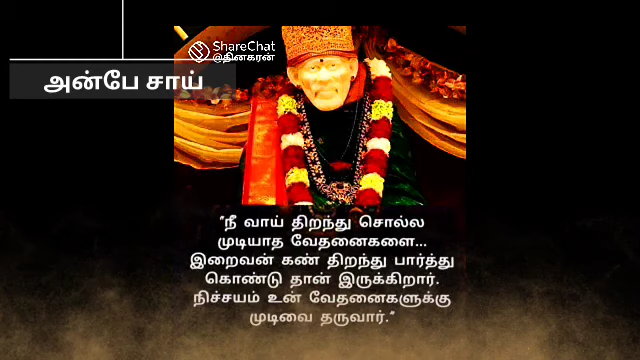 ShareChat
@தினகரன்
அன்பே சாய்
"நீ வாய் திறந்து சொல்ல
முடியாத வேதனைகளை...
இறைவன் கண் திறந்து பார்த்து
கொண்டு தான் இருக்கிறார்.
நிச்சயம் உன் வேதனைகளுக்கு
முடிவை தருவார்."